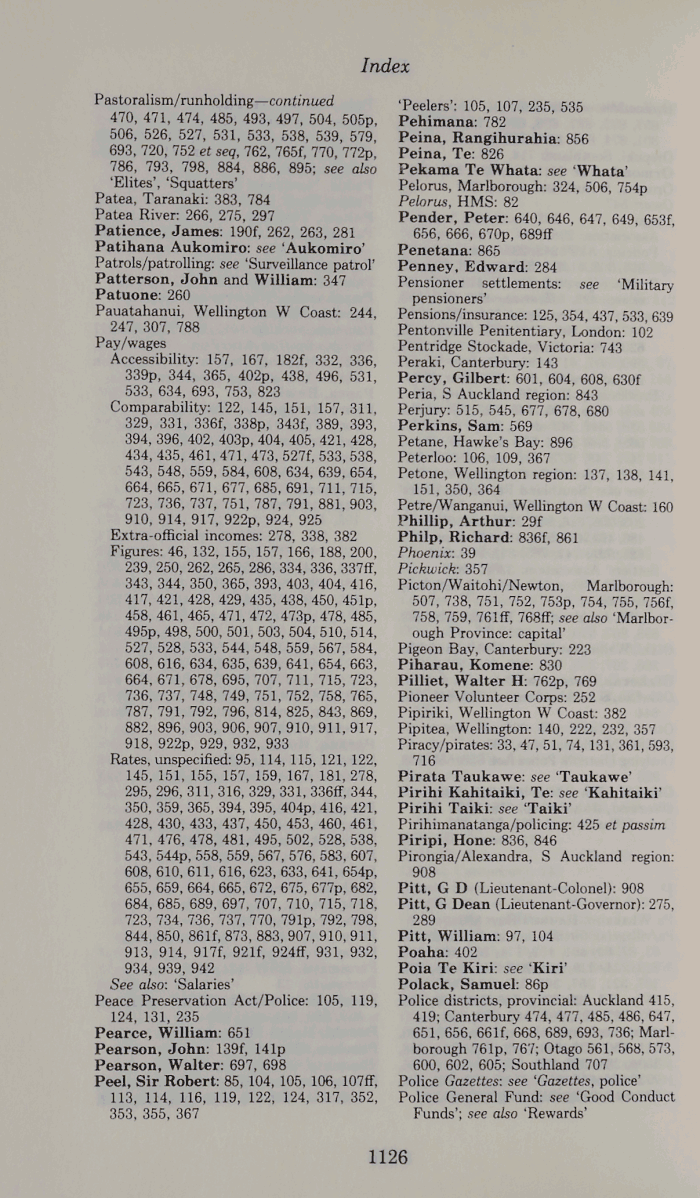 Index
Pastoralism/runholding—continued
470, 471, 474, 485, 493, 497, 504, 505p,
506, 526, 527, 531, 533, 538, 539, 579,
693, 720, 752 et seq, 762, 765f, 770, 772p,
786, 793, 798, 884, 886, 895; see also
‘Elites’, ‘Squatters’
Patea, Taranaki: 383, 784
Patea River: 266, 275, 297
Patience, James: 190f, 262, 263, 281
Patihana Aukomiro: see ‘Aukomiro’
Patrols/patrolling: see ‘Surveillance patrol’
Patterson, John and William: 347
Patuone: 260
Pauatahanui, Wellington W Coast: 244,
247, 307, 788
Pay/wages
Accessibility: 157, 167, 182f, 332, 336,
339p, 344, 365, 402p, 438, 496, 531,
533, 634, 693, 753, 823
Comparability: 122, 145, 151, 157, 311,
329, 331, 336f, 338p, 343f, 389, 393,
394, 396, 402, 403p, 404, 405, 421, 428,
434, 435, 461, 471, 473, 527f, 533, 538,
543, 548, 559, 584, 608, 634, 639, 654,
664, 665, 671, 677, 685, 691, 711, 715,
723, 736, 737, 751, 787, 791, 881, 903,
910, 914, 917, 922p, 924, 925
Extra-official incomes: 278, 338, 382
Figures: 46, 132, 155, 157, 166, 188, 200,
239, 250, 262, 265, 286, 334, 336, 337ff,
343, 344, 350, 365, 393, 403, 404, 416,
417, 421, 428, 429, 435, 438, 450, 451p,
458, 461, 465, 471, 472, 473p, 478, 485,
495p, 498, 500, 501, 503, 504, 510, 514,
527, 528, 533, 544, 548, 559, 567, 584,
608, 616, 634, 635, 639, 641, 654, 663,
664, 671, 678, 695, 707, 711, 715, 723,
736, 737, 748, 749, 751, 752, 758, 765,
787, 791, 792, 796, 814, 825, 843, 869,
882, 896, 903, 906, 907, 910, 911, 917,
918, 922p, 929, 932, 933
Rates, unspecified: 95, 114, 115, 121, 122,
145, 151, 155, 157, 159, 167, 181, 278,
295, 296, 311, 316, 329, 331, 336ff, 344,
350, 359, 365, 394, 395, 404p, 416, 421,
428, 430, 433, 437, 450, 453, 460, 461,
471, 476, 478, 481, 495, 502, 528, 538,
543, 544p, 558, 559, 567, 576, 583, 607,
608, 610, 611, 616, 623, 633, 641, 654p,
655, 659, 664, 665, 672, 675, 677p, 682,
684, 685, 689, 697, 707, 710, 715, 718,
723, 734, 736, 737, 770, 791p, 792, 798,
844, 850, 861f, 873, 883, 907, 910, 911,
913, 914, 917f, 921f, 924ff, 931, 932,
934, 939, 942
See also: ‘Salaries’
Peace Preservation Act/Police: 105, 119,
124, 131, 235
Pearce, William: 651
Pearson, John: 139f, 141p
Pearson, Walter: 697, 698
Peel, Sir Robert: 85, 104, 105, 106, 107ff,
113, 114, 116, 119, 122, 124, 317, 352,
353, 355, 367
‘Peelers’: 105, 107, 235, 535
Pehimana: 782
Peina, Rangihurahia: 856
Peina, Te: 826
Pekama Te Whata: see ‘Whata’
Pelorus, Marlborough: 324, 506, 754p
Pelorus, HMS: 82
Pender, Peter: 640, 646, 647, 649, 653f,
656, 666, 670p, 689ff
Penetana: 865
Penney, Edward: 284
Pensioner settlements: see ‘Military
pensioners’
Pensions/insurance: 125, 354, 437, 533, 639
Pentonville Penitentiary, London: 102
Pentridge Stockade, Victoria: 743
Peraki, Canterbury: 143
Percy, Gilbert: 601, 604, 608, 630f
Peria, S Auckland region: 843
Perjury: 515, 545, 677, 678, 680
Perkins, Sam: 569
Petane, Hawke’s Bay: 896
Peterloo: 106, 109, 367
Petone, Wellington region: 137, 138, 141,
151, 350, 364
Petre/Wanganui, Wellington W Coast: 160
Phillip, Arthur: 29f
Philp, Richard: 836f, 861
Phoenix: 39
Pickwick: 357
Picton/Waitohi/Newton, Marlborough:
507, 738, 751, 752, 753p, 754, 755, 756f,
758, 759, 761ff, 768ff; see also ‘Marlbor-
ough Province: capital’
Pigeon Bay, Canterbury: 223
Piharau, Komene: 830
Pilliet, Walter H: 762p, 769
Pioneer Volunteer Corps: 252
Pipiriki, Wellington W Coast: 382
Pipitea, Wellington: 140, 222, 232, 357
Piracy/pirates: 33, 47, 51, 74, 131, 361, 593,
716
Pirata Taukawe: see ‘Taukawe’
Pirihi Kahitaiki, Te: see ‘Kahitaiki’
Pirihi Taiki: see ‘Taiki’
Pirihimanatanga/policing: 425 et passim
Piripi, Hone: 836, 846
Pirongia/Alexandra, S Auckland region:
908
Pitt, G D (Lieutenant-Colonel): 908
Pitt, G Dean (Lieutenant-Governor): 275,
289
Pitt, William: 97, 104
Poaha: 402
Poia Te Kiri: see ‘Kiri’
Polack, Samuel: 86p
Police districts, provincial: Auckland 415,
419; Canterbury 474, 477, 485, 486, 647,
651, 656, 661f, 668, 689, 693, 736; Marl-
borough 761p, 767; Otago 561, 568, 573,
600, 602, 605; Southland 707
Police Gazettes: see ‘Gazettes, police’
Police General Fund: see ‘Good Conduct
Funds’; see also ‘Rewards’
1126